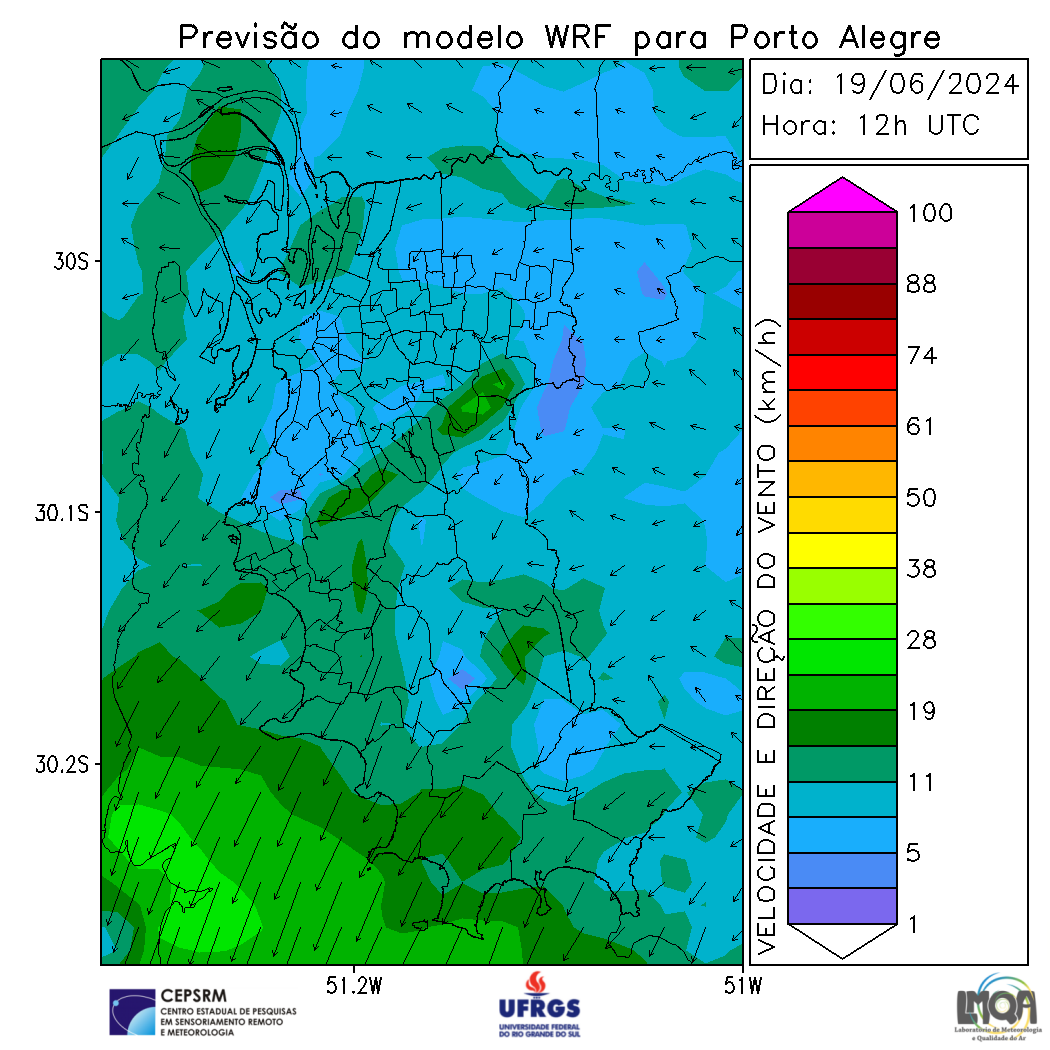 Previsão do modelo WRF para Porto Alegre
Dia: 19/06/2024
Hora: 12h UTC
30S
30.1S
30.2S
51.2W
51W
VELOCIDADE E DIREÇÃO DO VENTO (km/h)
100
88
74
61
50
38
28
19
11
5
1
CEPSRM
CENTRO ESTADUAL DE PESQUISAS
EM SENSORIAMENTO REMOTO
E METEOROLOGIA
UFRGS
UNIVERSIDADE FEDERAL
DO RIO GRANDE DO SUL
LMQA
Laboratório de Meteorologia
e Qualidade do Ar